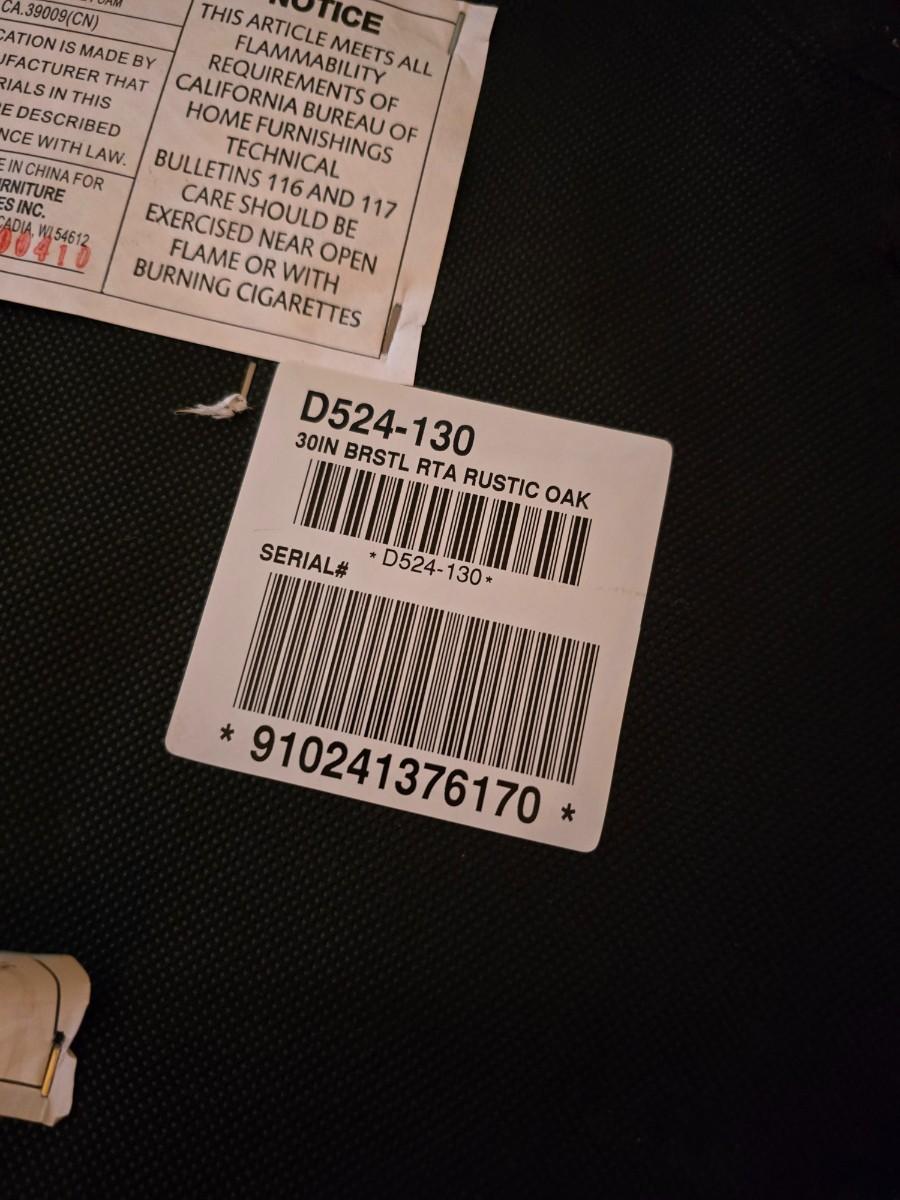 CA.39009(CN)
CATION IS MADE BY
UFACTURER THAT
RIALS IN THIS
RE DESCRIBED
NCE WITH LAW.
E IN CHINA FOR
RNITURE
ES INC.
CADIA, WI 54612
00410
NOTICE
THIS ARTICLE MEETS ALL
FLAMMABILITY
REQUIREMENTS OF
CALIFORNIA BUREAU OF
HOME FURNISHINGS
TECHNICAL
BULLETINS 116 AND 117
CARE SHOULD BE
EXERCISED NEAR OPEN
FLAME OR WITH
BURNING CIGARETTES
D524-130
30IN BRSTL RTA RUSTIC OAK
* D524-130*
SERIAL#
* 910241376170 *